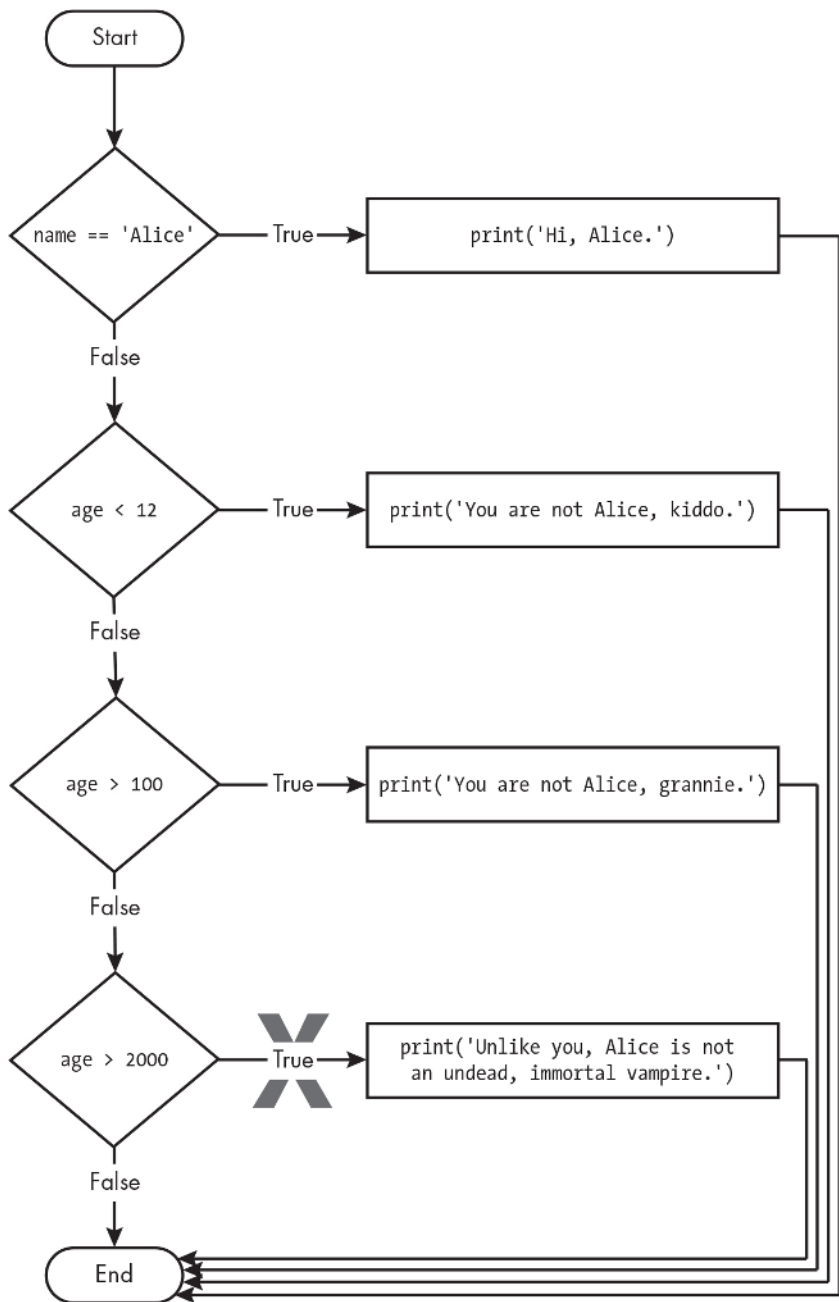 Start
name == 'Alice'
True
print('Hi, Alice.')
False
age < 12
True
print('You are not Alice, kiddo.')
False
age > 100
True
print('You are not Alice, grannie.')
False
age > 2000
True
print('Unlike you, Alice is not
an undead, immortal vampire.')
False
End